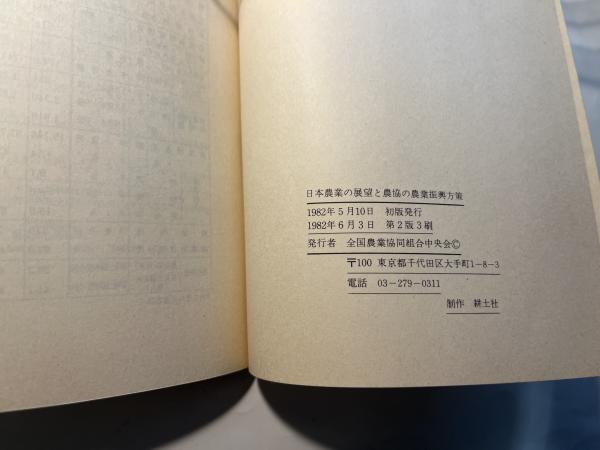 日本農業の展望と農協の農業振興方策
1982年5月10日 初版発行
1982年6月3日 第2版3刷
発行者 全国農業協同組合中央会Ⓒ
〒100 東京都千代田区大手町1-8-3
電話 03-279-0311
制作 耕土社